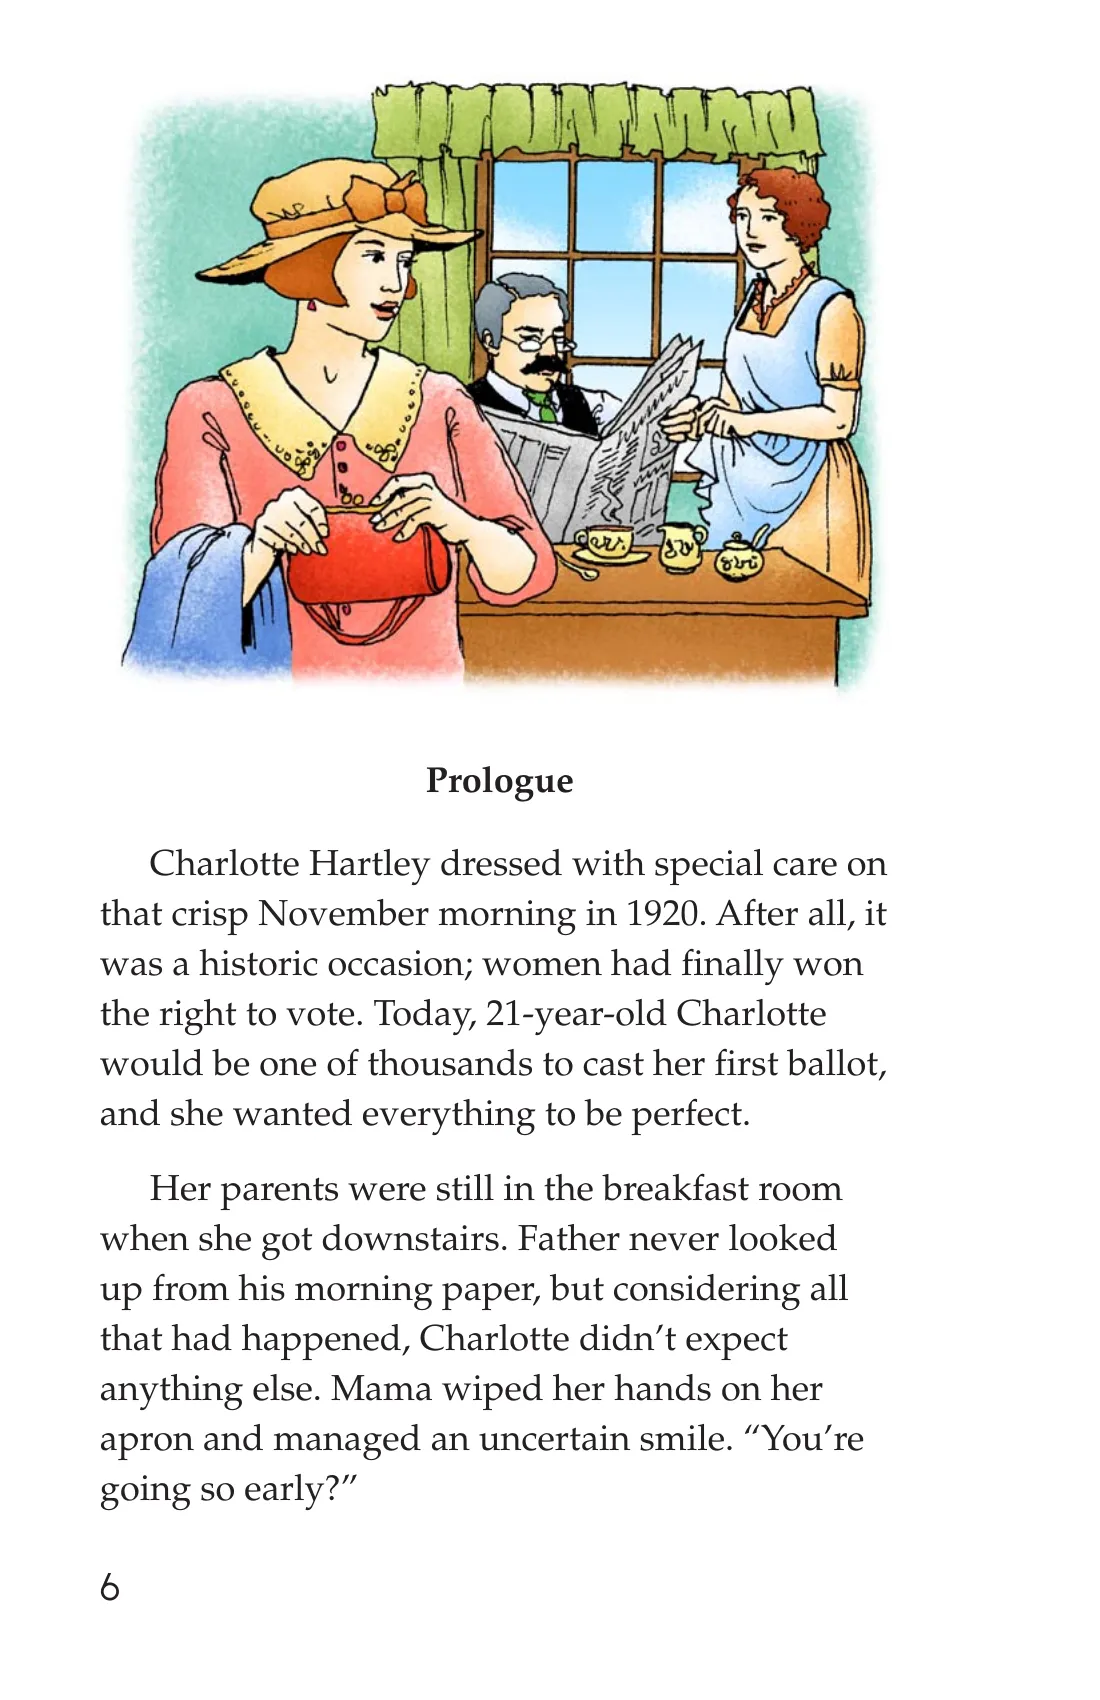 Prologue
Charlotte Hartley dressed with special care on
that crisp November morning in 1920. After all, it
was a historic occasion; women had finally won
the right to vote. Today, 21-year-old Charlotte
would be one of thousands to cast her first ballot,
and she wanted everything to be perfect.
Her parents were still in the breakfast room
when she got downstairs. Father never looked
up from his morning paper, but considering all
that had happened, Charlotte didn’t expect
anything else. Mama wiped her hands on her
apron and managed an uncertain smile. “You’re
going so early?”
6